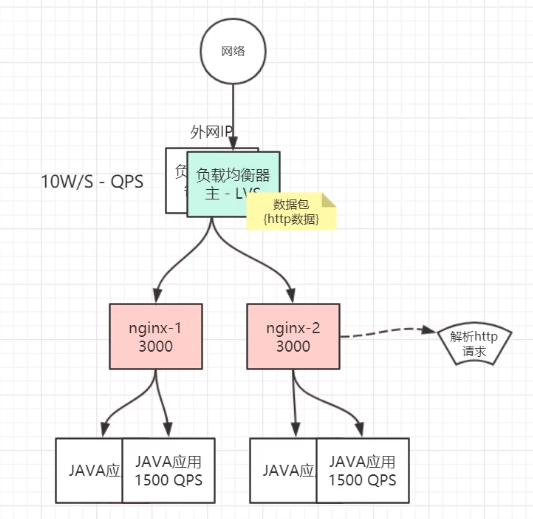 网络
外网IP
10W/S - QPS
负
负载均衡器
主 - LVS
数据包
{http数据}
nginx-1
3000
nginx-2
3000
解析http
请求
JAVA应
JAVA应用
1500 QPS
JAVA应
JAVA应用
1500 QPS